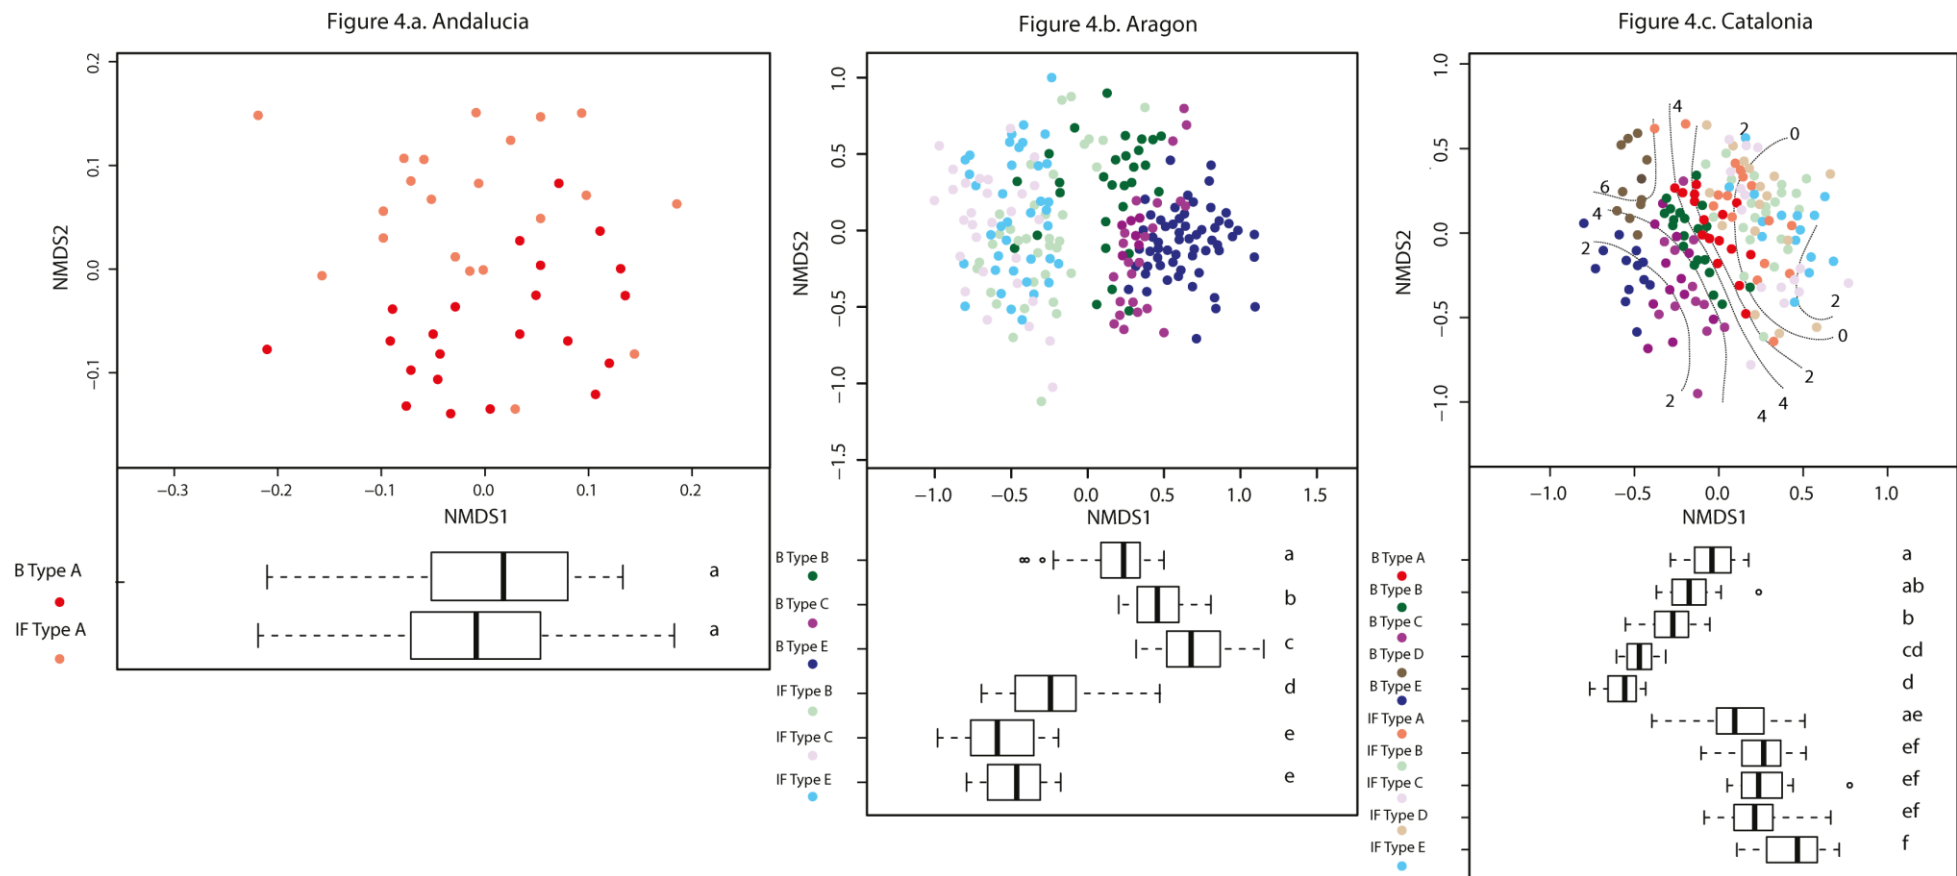 Figure 4.a. Andalucia
0.2
0.1
0.0
−0.1
NMDS2
−0.3
−0.2
−0.1
0.0
0.1
0.2
NMDS1
B Type A
a
IF Type A
a
Figure 4.b. Aragon
1.0
0.5
0.0
−0.5
−1.0
−1.5
NMDS2
−1.0
−0.5
0.0
0.5
1.0
1.5
NMDS1
B Type B
a
B Type C
b
B Type E
c
IF Type B
d
IF Type C
e
IF Type E
e
Figure 4.c. Catalonia
1.0
0.5
0.0
−0.5
−1.0
NMDS2
4
2
0
6
4
2
2
0
2
4
4
2
−1.0
−0.5
0.0
0.5
1.0
NMDS1
B Type A
a
B Type B
ab
B Type C
b
B Type D
cd
B Type E
d
IF Type A
ae
IF Type B
ef
IF Type C
ef
IF Type D
ef
IF Type E
f